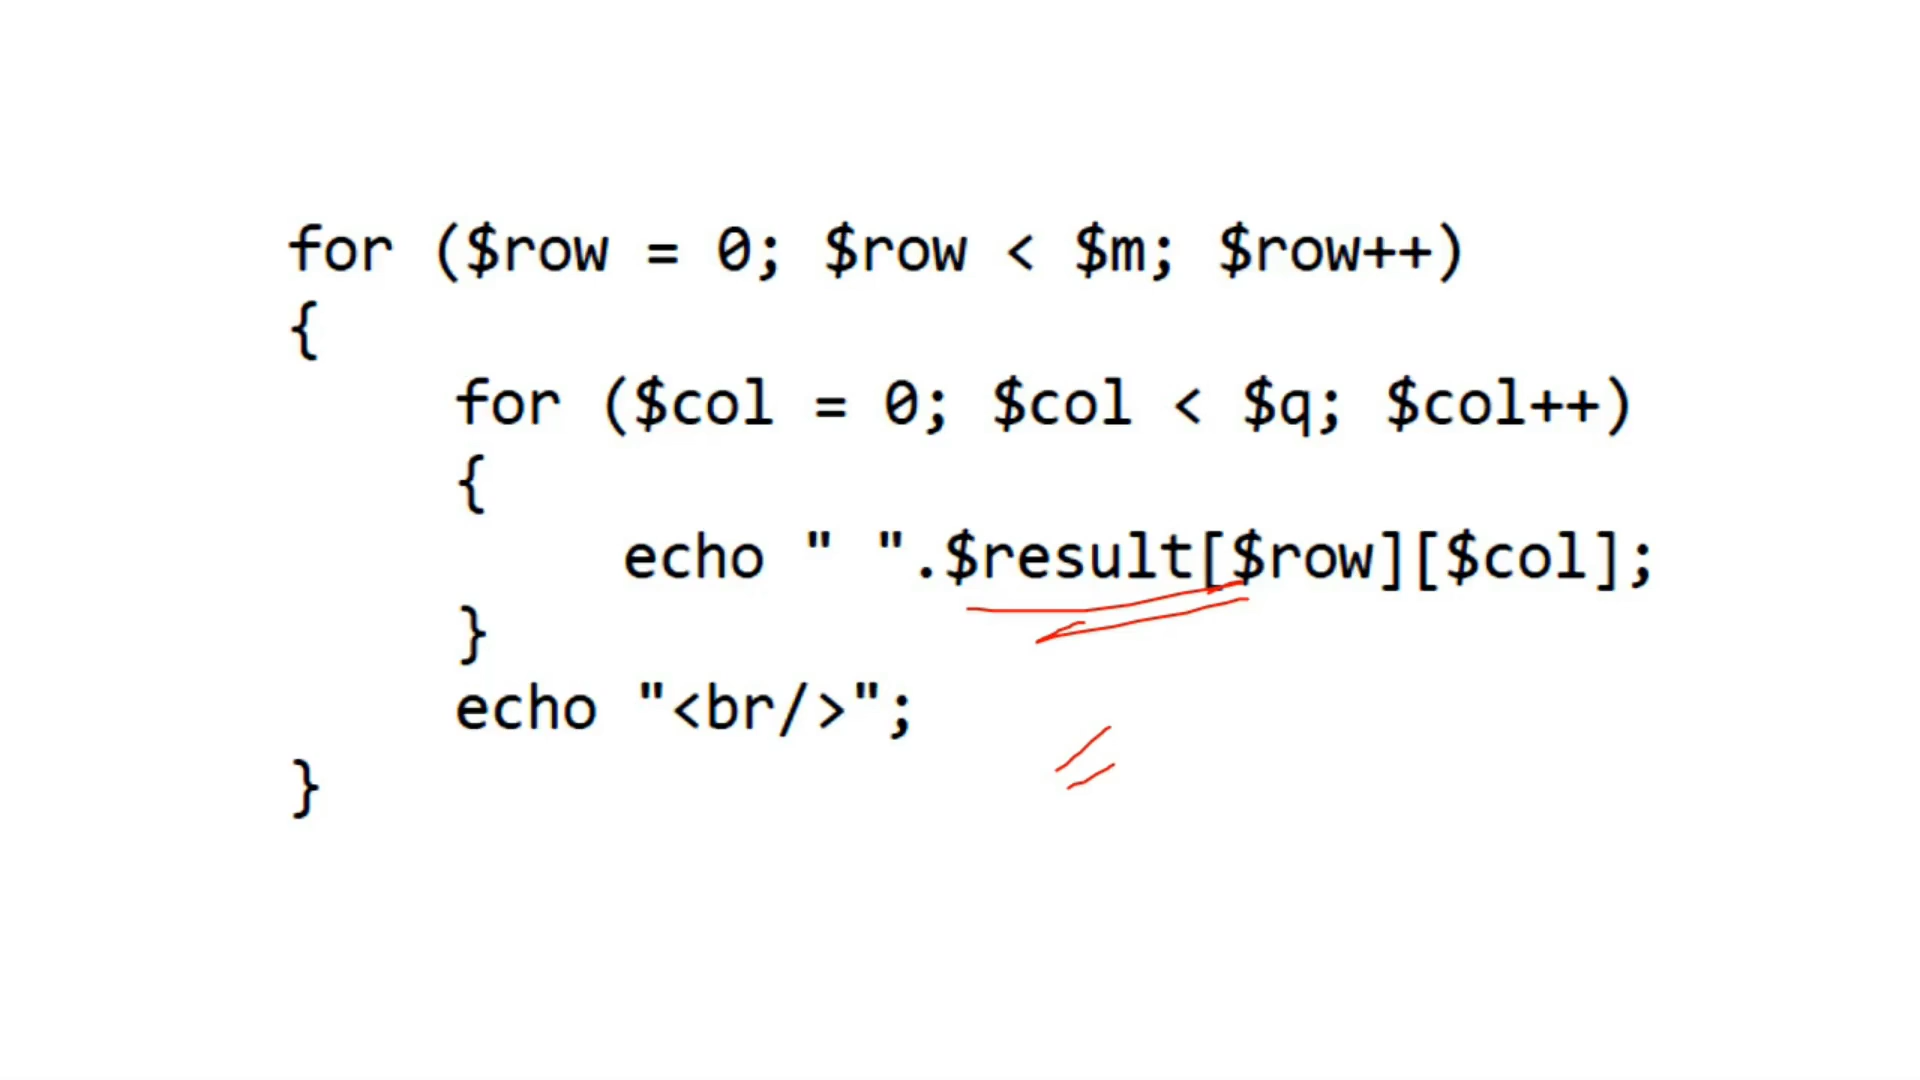 for ($row = 0; $row < $m; $row++)
{
for ($col = 0; $col < $q; $col++)
{
echo " ".$result[$row][$col];
}
echo "<br/>";
}